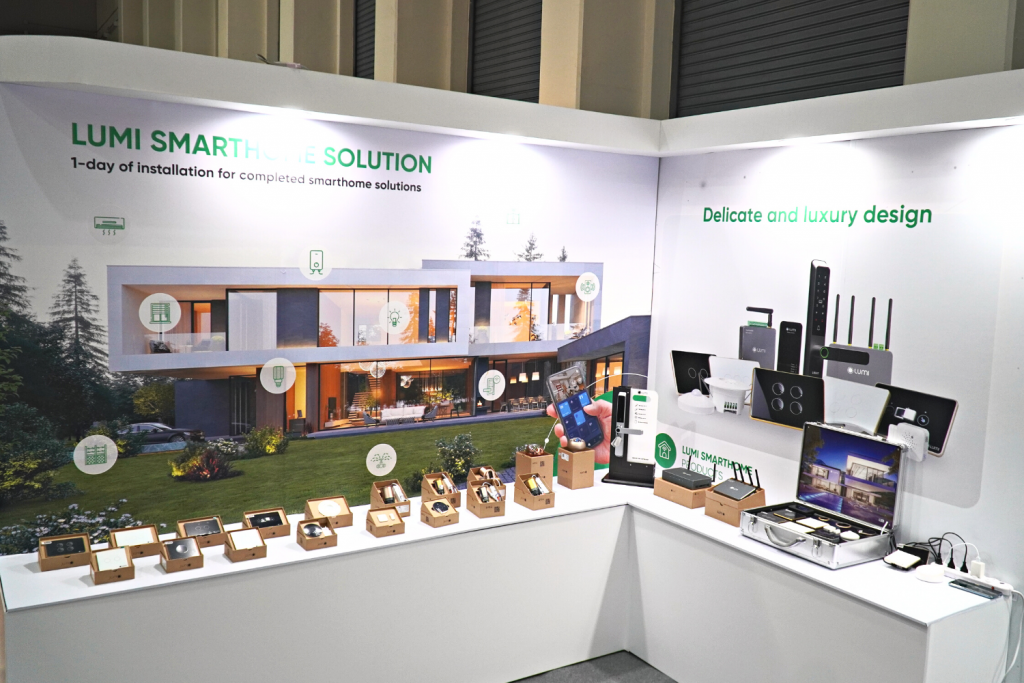 LUMI SMARTHOME SOLUTION
1-day of installation for completed smarthome solutions
Delicate and luxury design
LUMI
LUMI
LUMI SMARTHOME
PRODUCTS